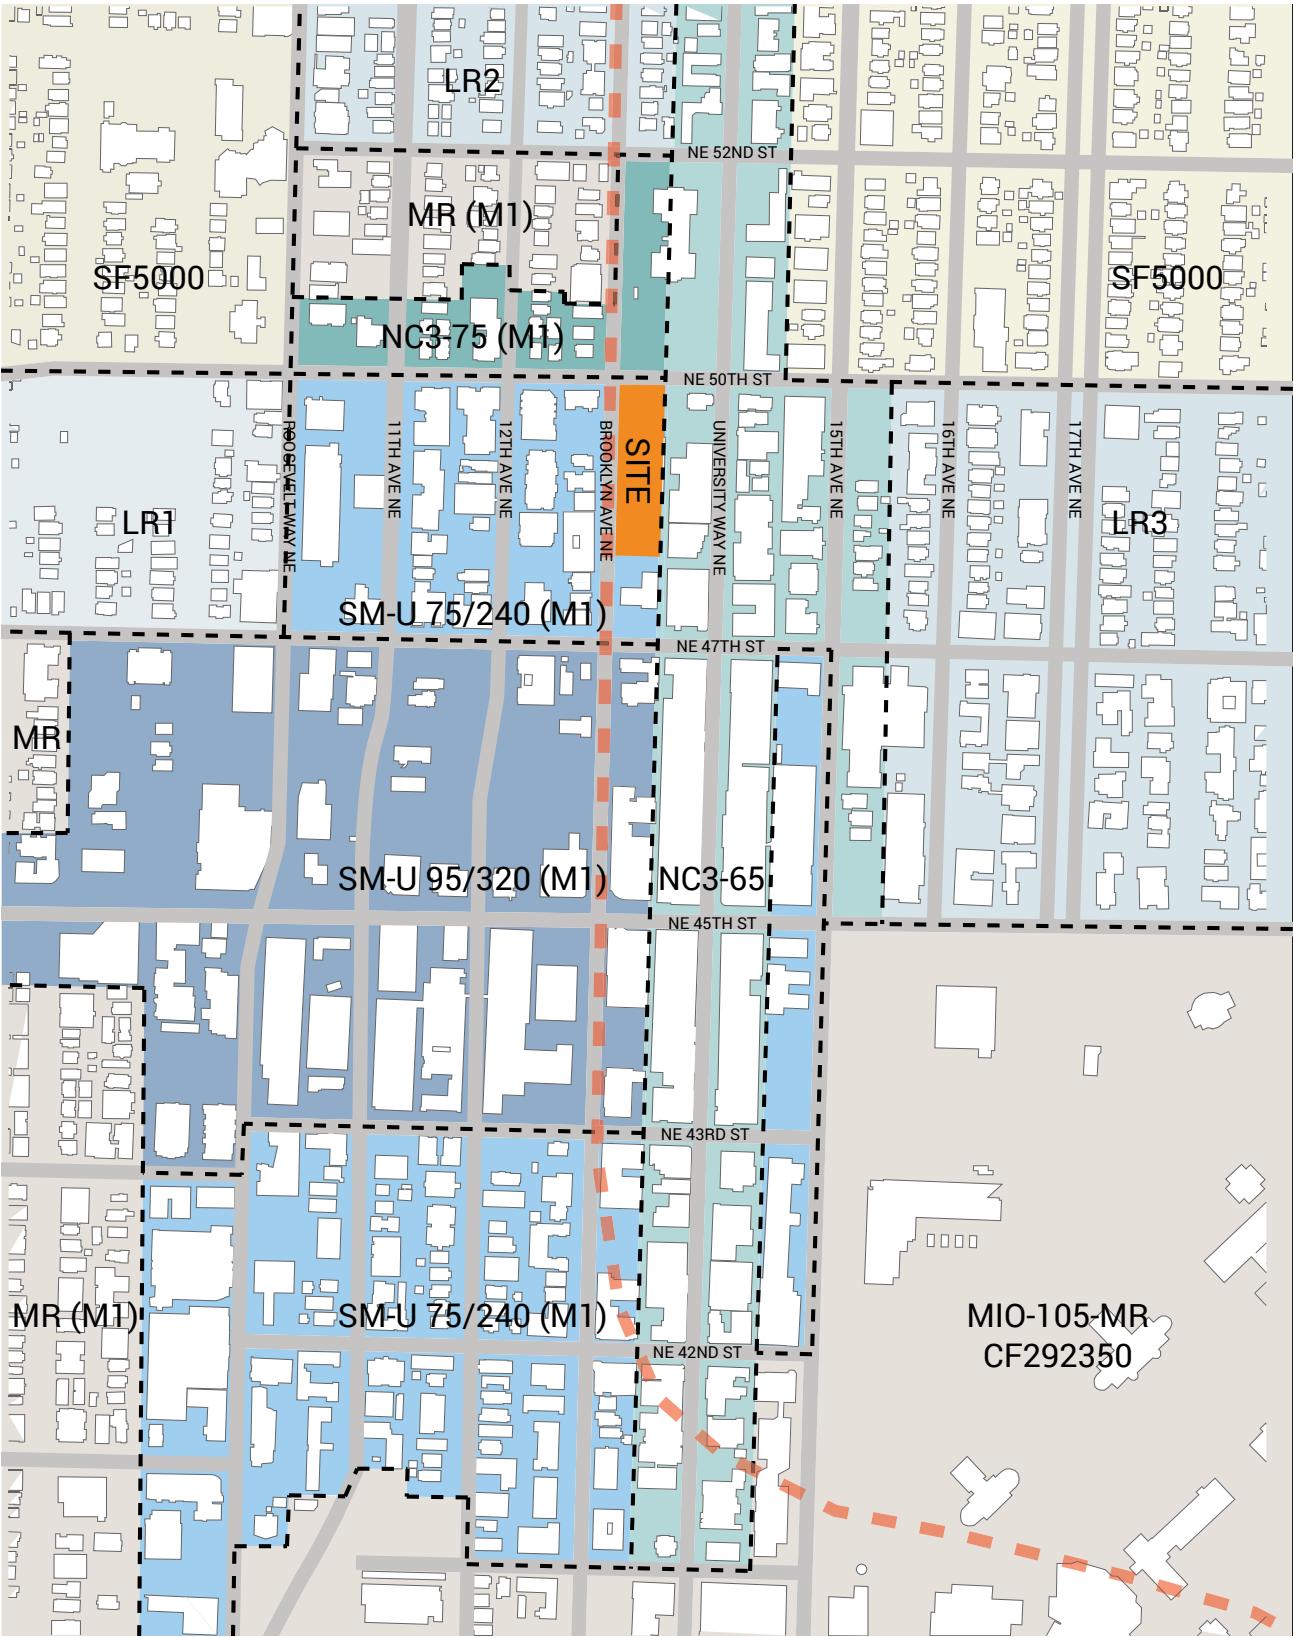 LR2
NE 52ND ST
MR (M1)
SF5000
SF5000
NC3-75 (M1)
NE 50TH ST
ROOSEVELT WAY NE
11TH AVE NE
12TH AVE NE
BROOKLYN AVE NE
SITE
UNIVERSITY WAY NE
15TH AVE NE
16TH AVE NE
17TH AVE NE
LR1
LR3
SM-U 75/240 (M1)
NE 47TH ST
MR
SM-U 95/320 (M1)
NC3-65
NE 45TH ST
NE 43RD ST
MR (M1)
SM-U 75/240 (M1)
MIO-105-MR
CF292350
NE 42ND ST